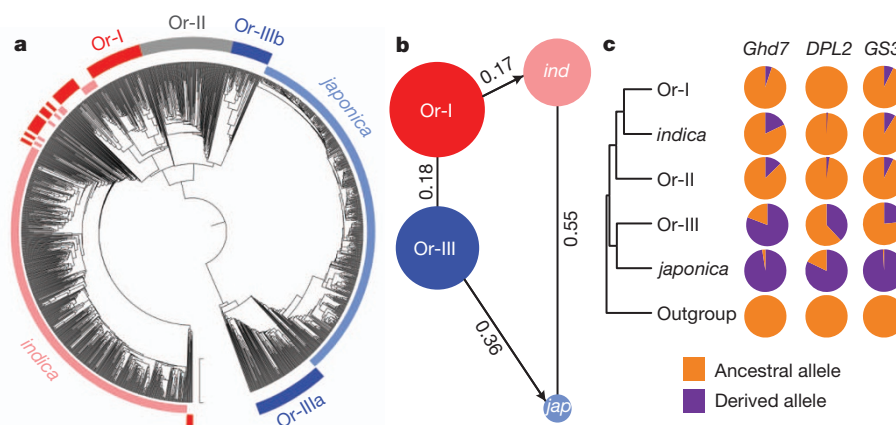 a
Or-I
Or-II
Or-IIIb
japonica
indica
Or-IIIa
b
Or-I
0.17
ind
0.18
Or-III
0.55
0.36
jap
c
Ghd7 DPL2 GS3
Or-I
indica
Or-II
Or-III
japonica
Outgroup
Ancestral allele
Derived allele